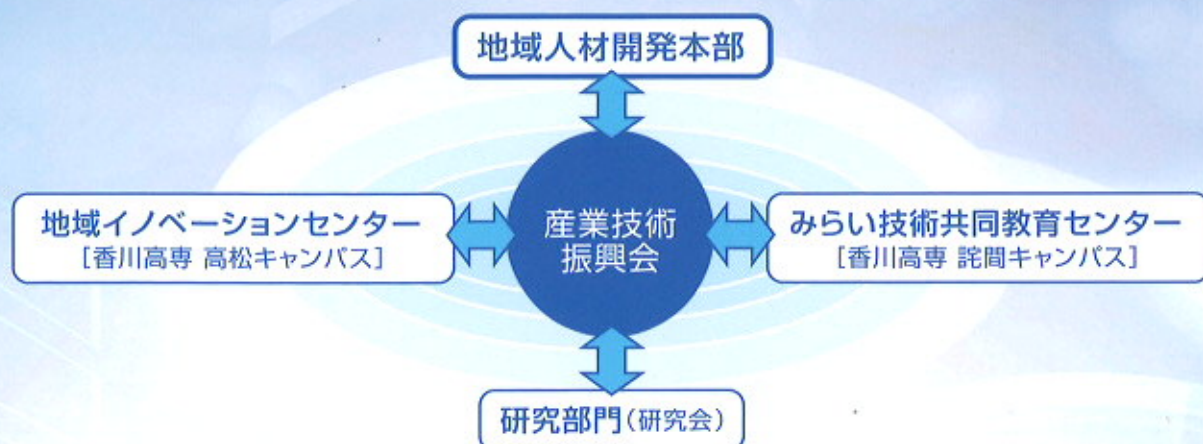 地域人材開発本部
地域イノベーションセンター
[香川高専 高松キャンパス]
産業技術
振興会
みらい技術共同教育センター
[香川高専 詫間キャンパス]
研究部門(研究会)